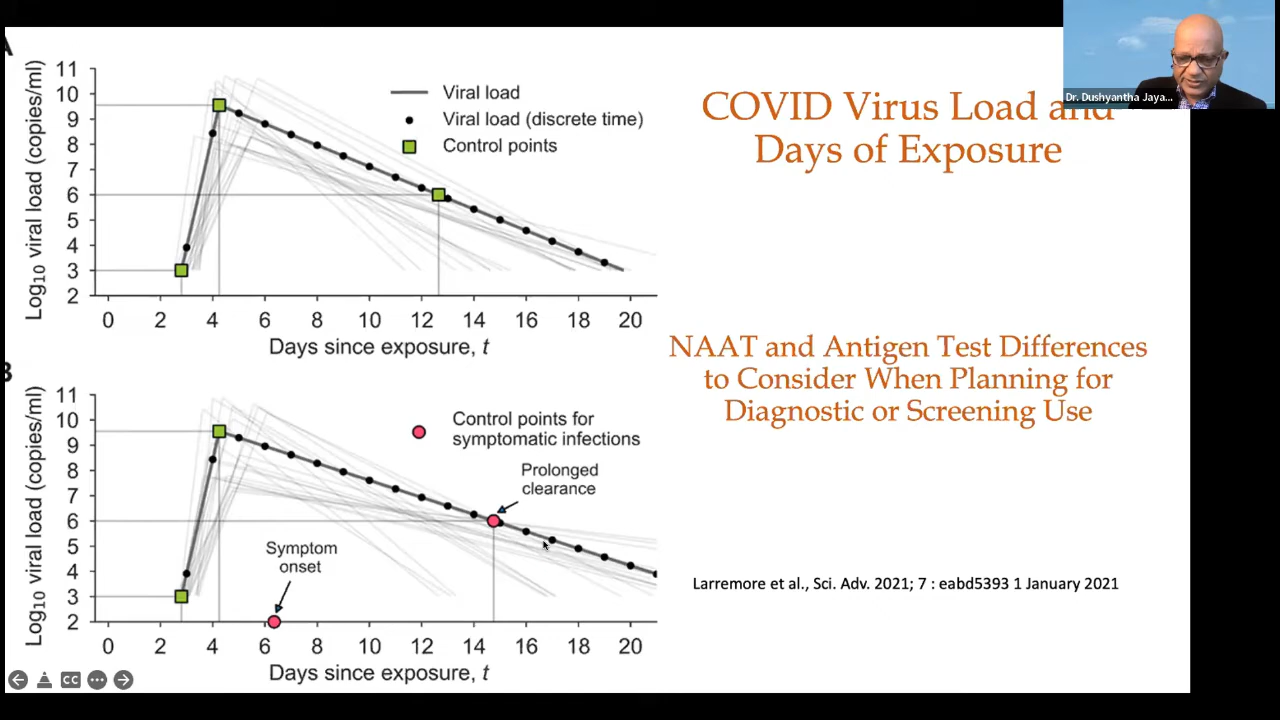 Dr. Dushyantha Jaya...
COVID Virus Load and
Days of Exposure
A
Log10 viral load (copies/ml)
11
10
9
8
7
6
5
4
3
2
Viral load
Viral load (discrete time)
Control points
0 2 4 6 8 10 12 14 16 18 20
Days since exposure, t
NAAT and Antigen Test Differences
to Consider When Planning for
Diagnostic or Screening Use
B
Log10 viral load (copies/ml)
11
10
9
8
7
6
5
4
3
2
Control points for
symptomatic infections
Prolonged
clearance
Symptom
onset
0 2 4 6 8 10 12 14 16 18 20
Days since exposure, t
Larremore et al., Sci. Adv. 2021; 7 : eabd5393 1 January 2021
CC